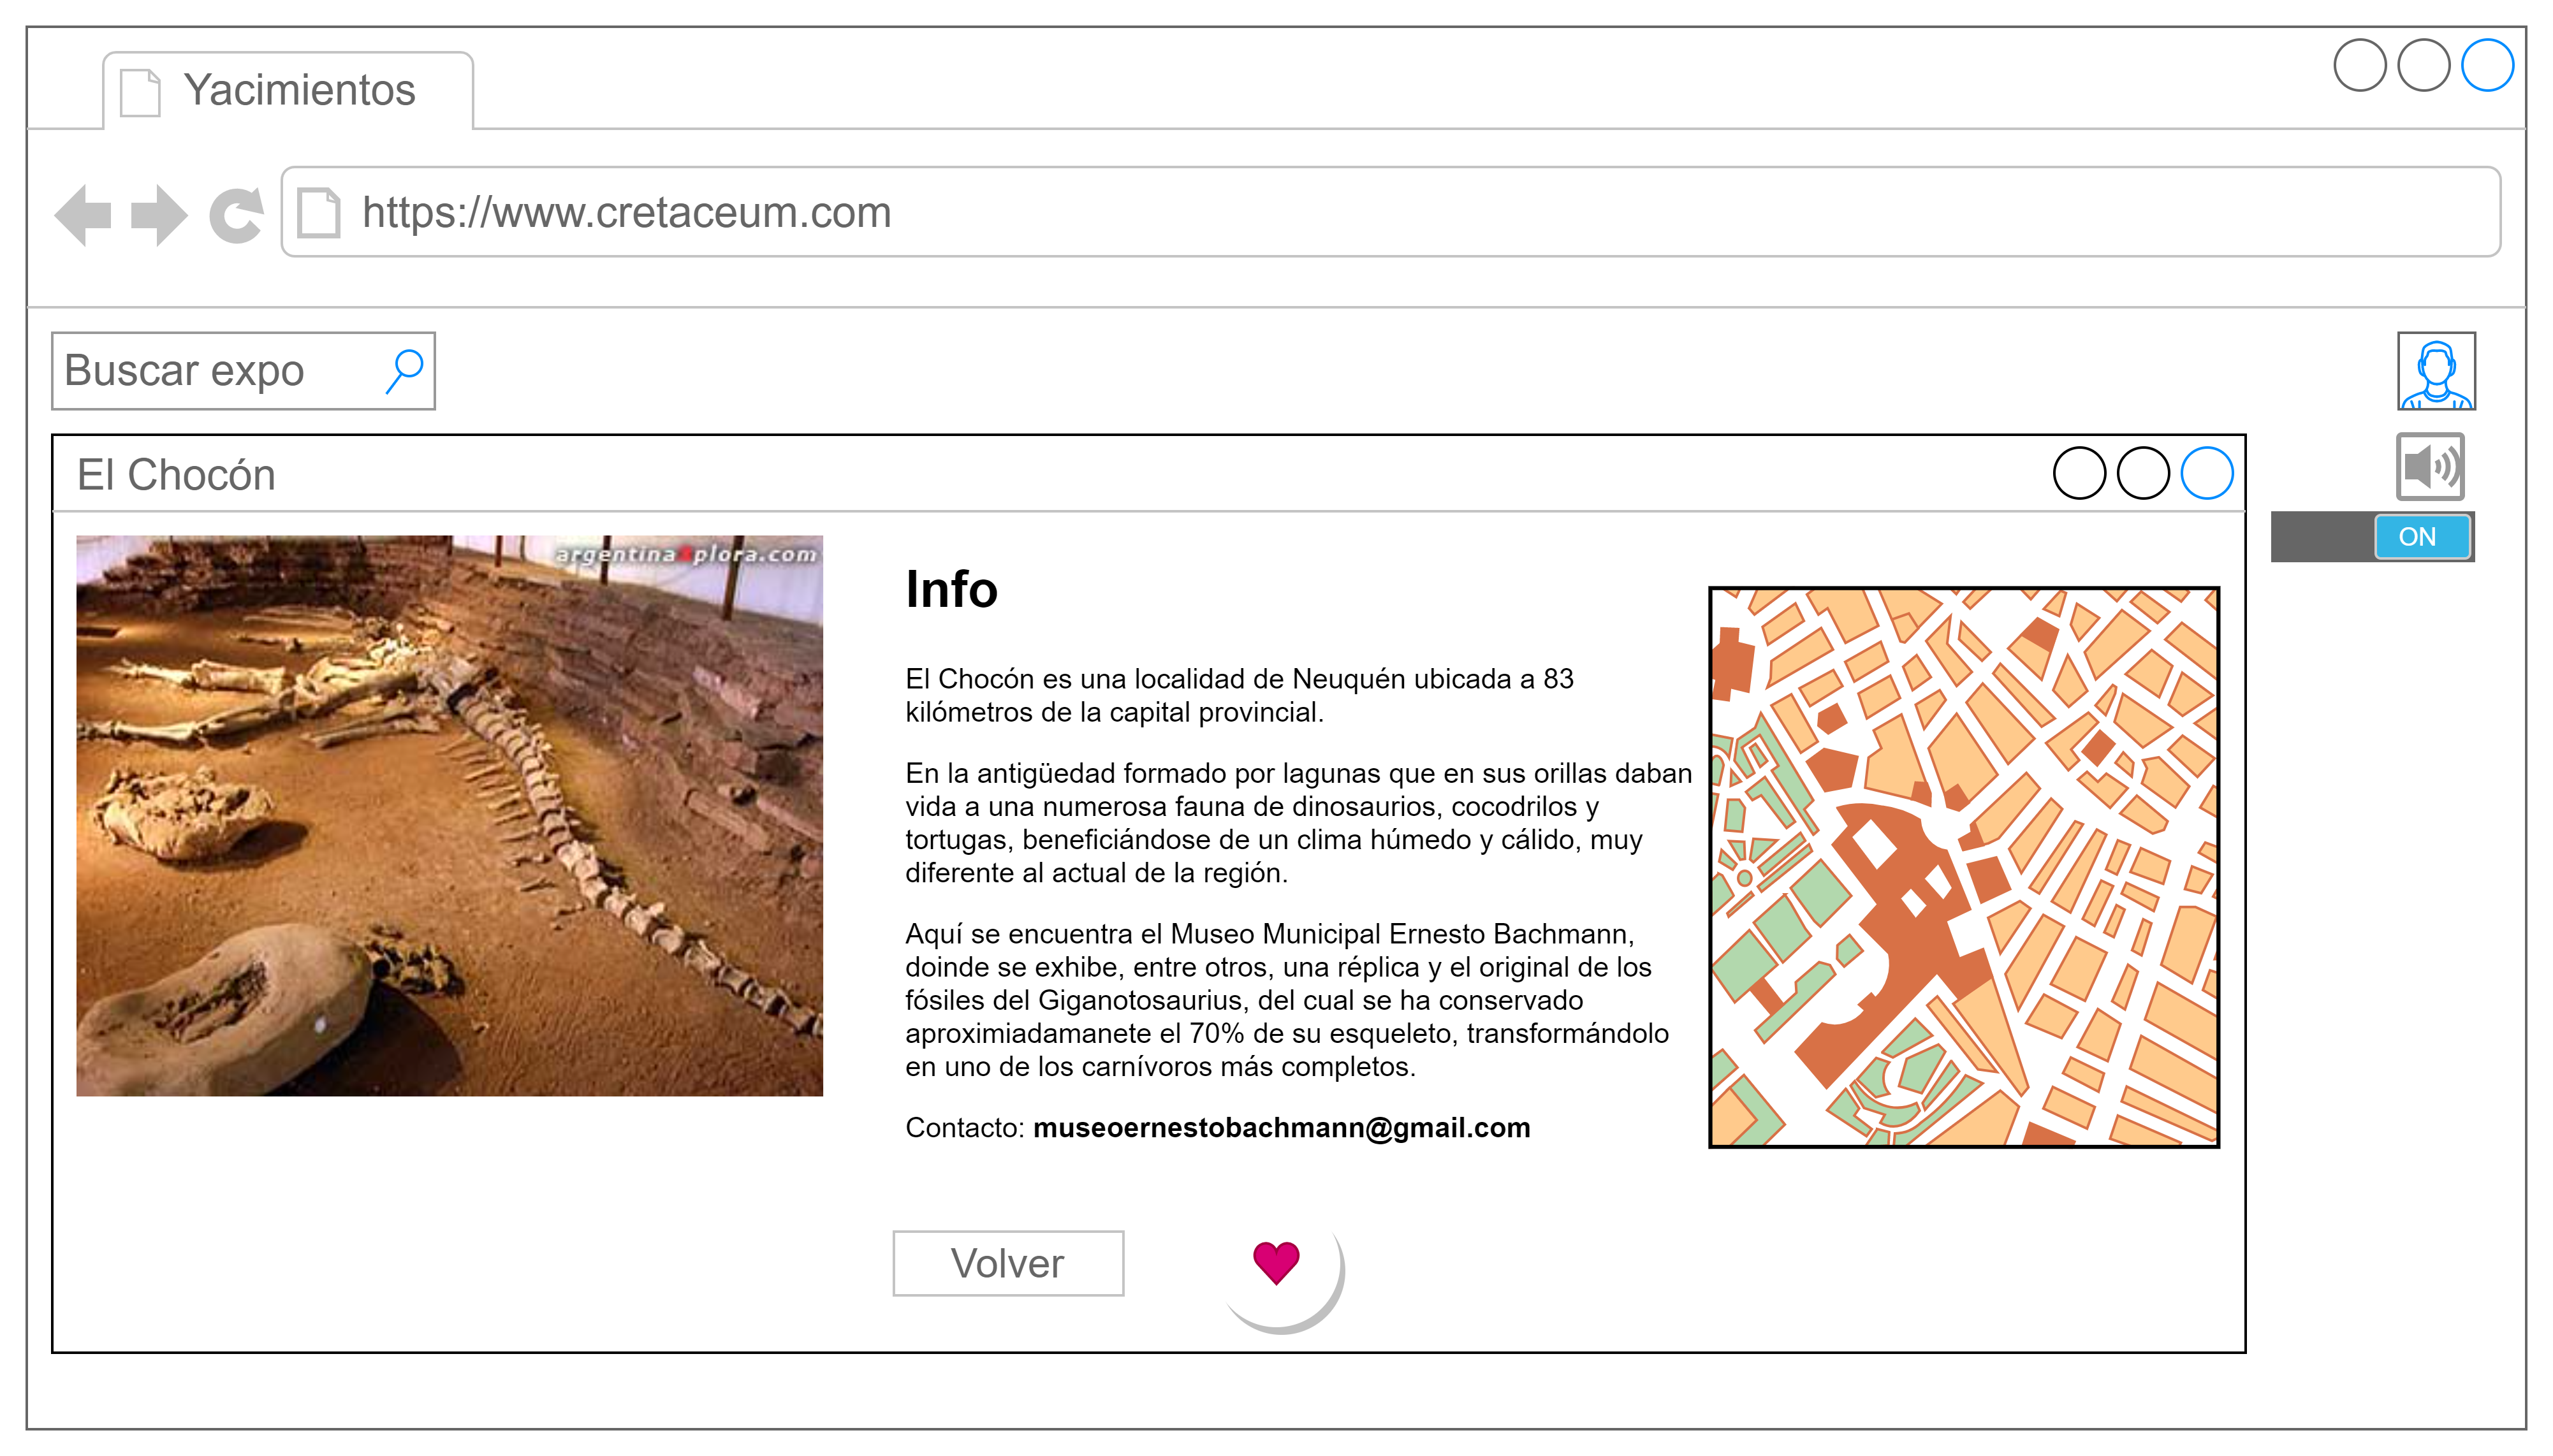 Yacimientos
https://www.cretaceum.com
Buscar expo
El Chocón
ON
argentinaXplora.com
Info
El Chocón es una localidad de Neuquén ubicada a 83
kilómetros de la capital provincial.
En la antigüedad formado por lagunas que en sus orillas daban
vida a una numerosa fauna de dinosaurios, cocodrilos y
tortugas, beneficiándose de un clima húmedo y cálido, muy
diferente al actual de la región.
Aquí se encuentra el Museo Municipal Ernesto Bachmann,
doinde se exhibe, entre otros, una réplica y el original de los
fósiles del Giganotosaurius, del cual se ha conservado
aproximiadamanete el 70% de su esqueleto, transformándolo
en uno de los carnívoros más completos.
Contacto: museoernestobachmann@gmail.com
Volver